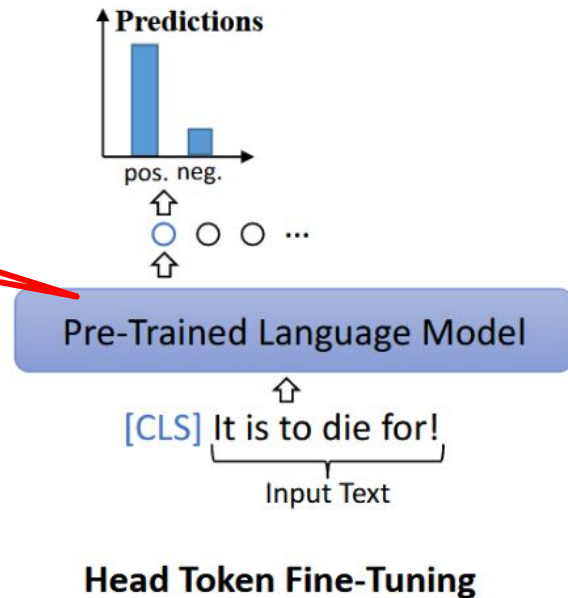 Predictions
pos. neg.
...
Pre-Trained Language Model
[CLS] It is to die for!
Input Text
Head Token Fine-Tuning